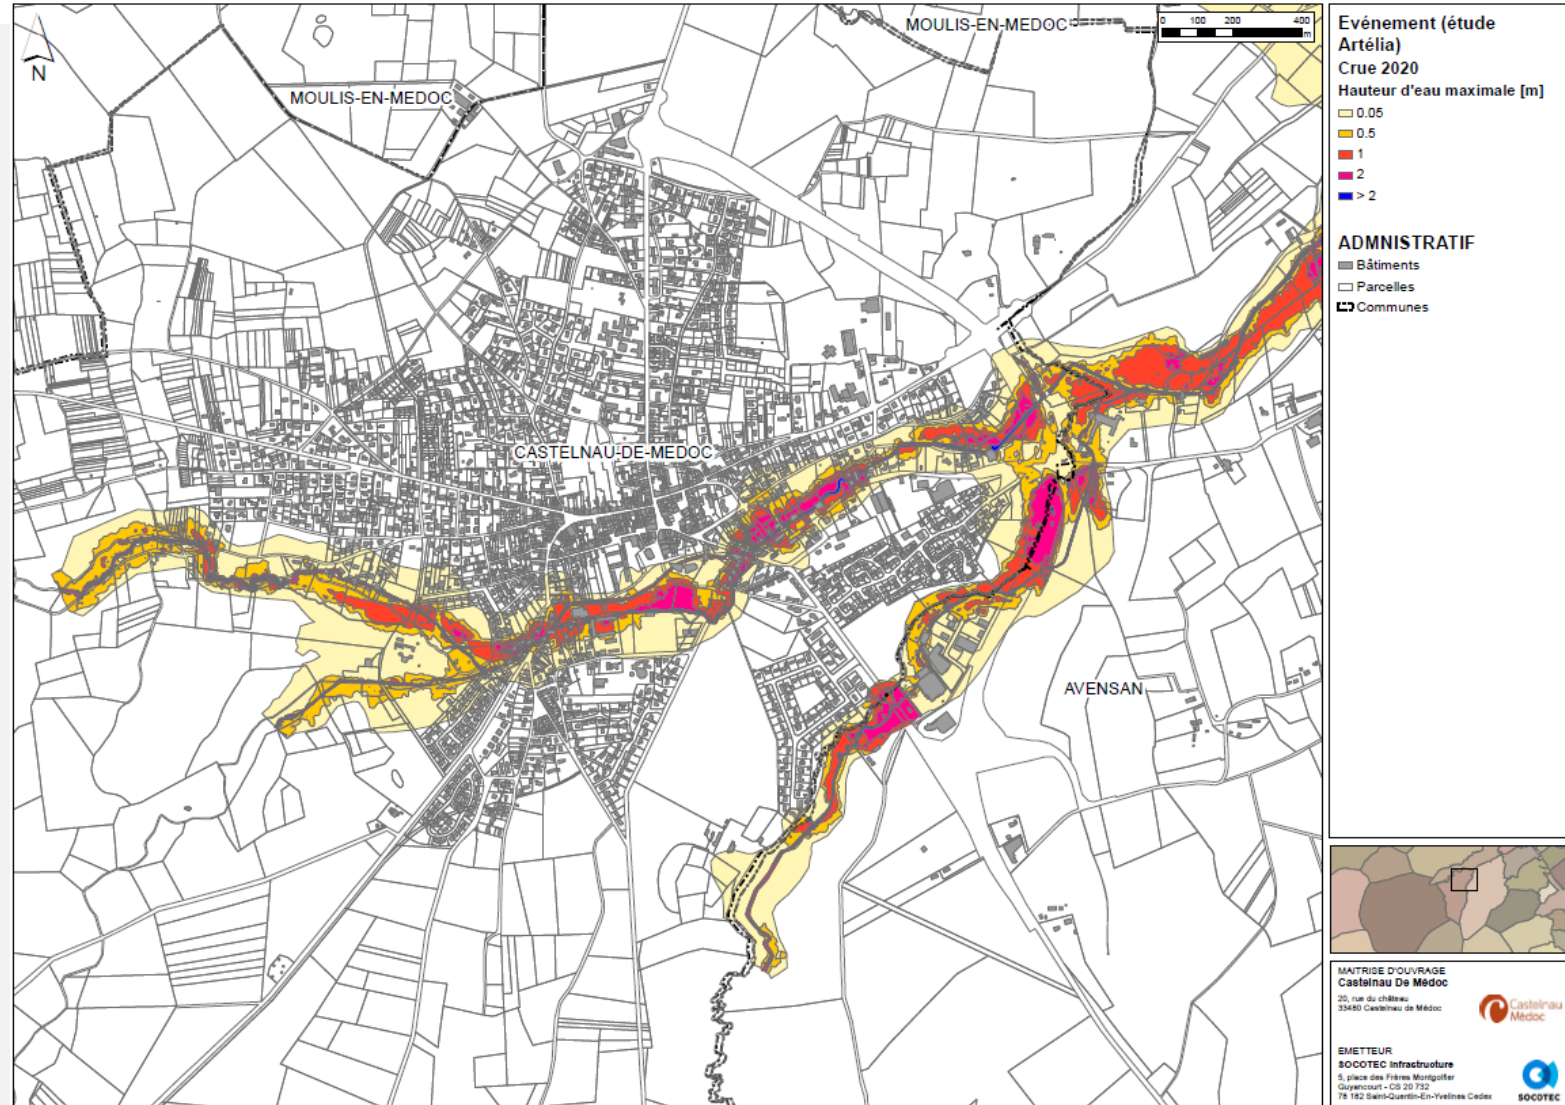 MOULIS-EN-MEDOC
0 100 200 400
m
N
MOULIS-EN-MEDOC
CASTELNAU-DE-MEDOC
AVENSAN
Evénement (étude
Artélia)
Crue 2020
Hauteur d'eau maximale [m]
0.05
0.5
1
2
> 2
ADMNISTRATIF
Bâtiments
Parcelles
Communes
MAITRISE D'OUVRAGE
Castelnau De Médoc
20, rue du château
33480 Castelnau de Médoc
Castelnau
Médoc
EMETTEUR
SOCOTEC Infrastructure
5, place des Frères Montgolfier
Guyancourt - CS 20 732
78 182 Saint-Quentin-En-Yvelines Cedex
SOCOTEC